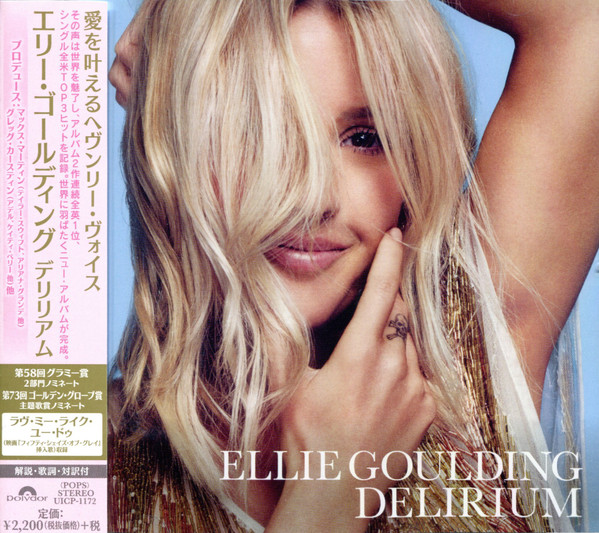 愛を叶えるヘヴンリー・ヴォイス
その声は世界を魅了し、アルバム2作連続全英1位、
シングル全米TOP3ヒットを記録。世界に羽ばたくニュー・アルバムが完成。
エリー・ゴールディング デリリアム
プロデュース:マックス・マーティン(テイラー・スウィフト、アリアナ・グランデ 他)
グレッグ・カースティン(アデル、ケイティ・ペリー 他) 他
第58回グラミー賞
2部門ノミネート
第73回ゴールデン・グローブ賞
主題歌賞ノミネート
ラヴ・ミー・ライク・
ユー・ドゥ
(映画『フィフティ・シェイズ・オブ・グレイ』
挿入歌)収録
解説・歌詞・対訳付
polydor
(POPS)
STEREO
UICP-1172
定価:
¥2,200(税抜価格)+税
ELLIE GOULDING
DELIRIUM